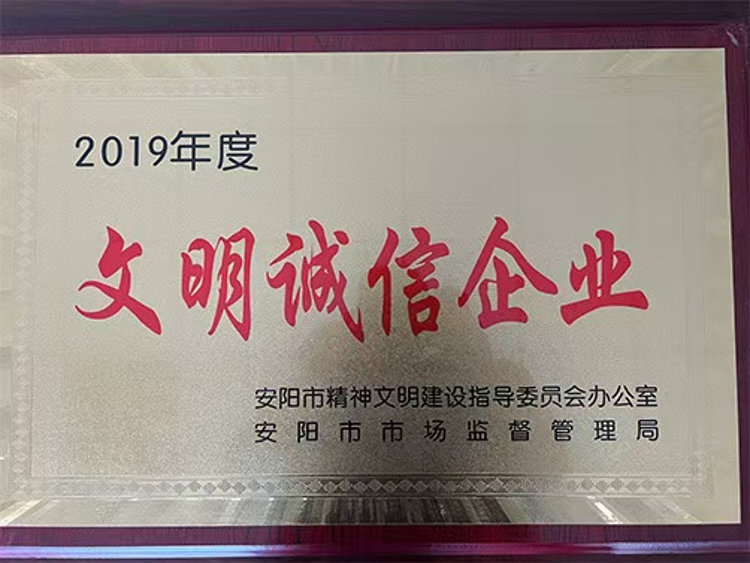 2019年度
文明诚信企业
安阳市精神文明建设指导委员会办公室
安阳市市场监督管理局